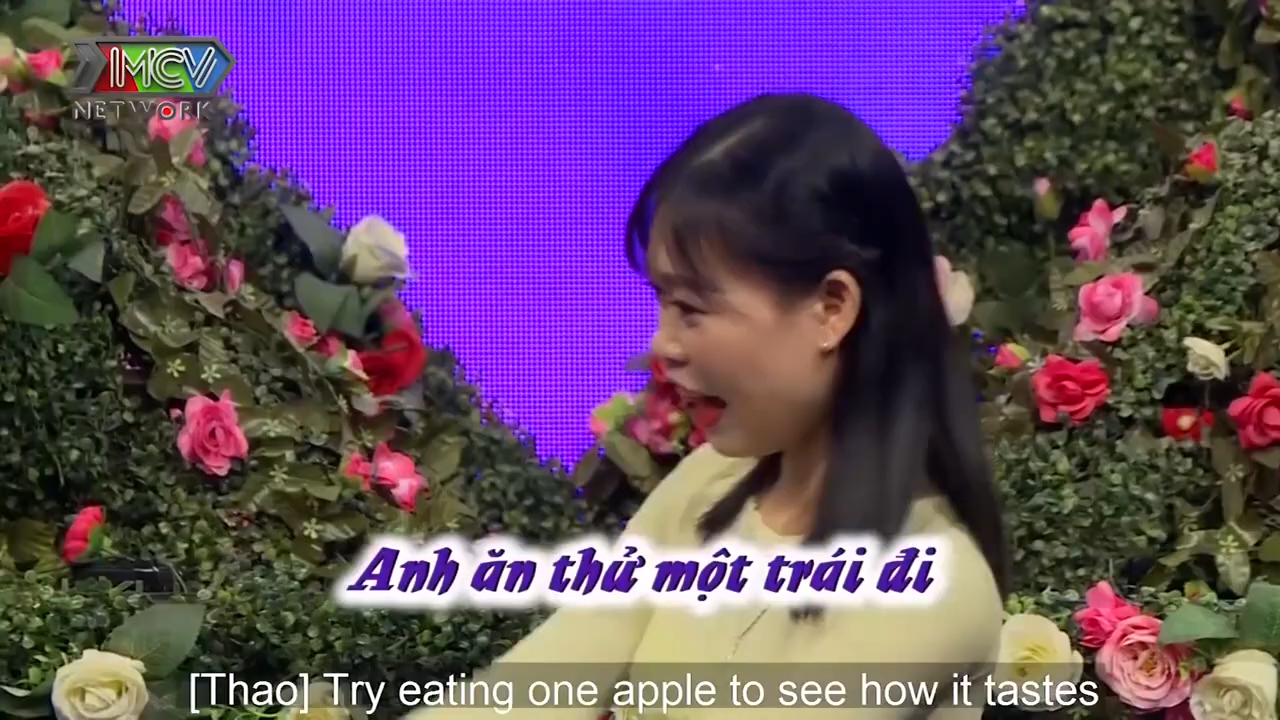 MCV
NETWORK
Anh ăn thử một trái đi
[Thao] Try eating one apple to see how it tastes